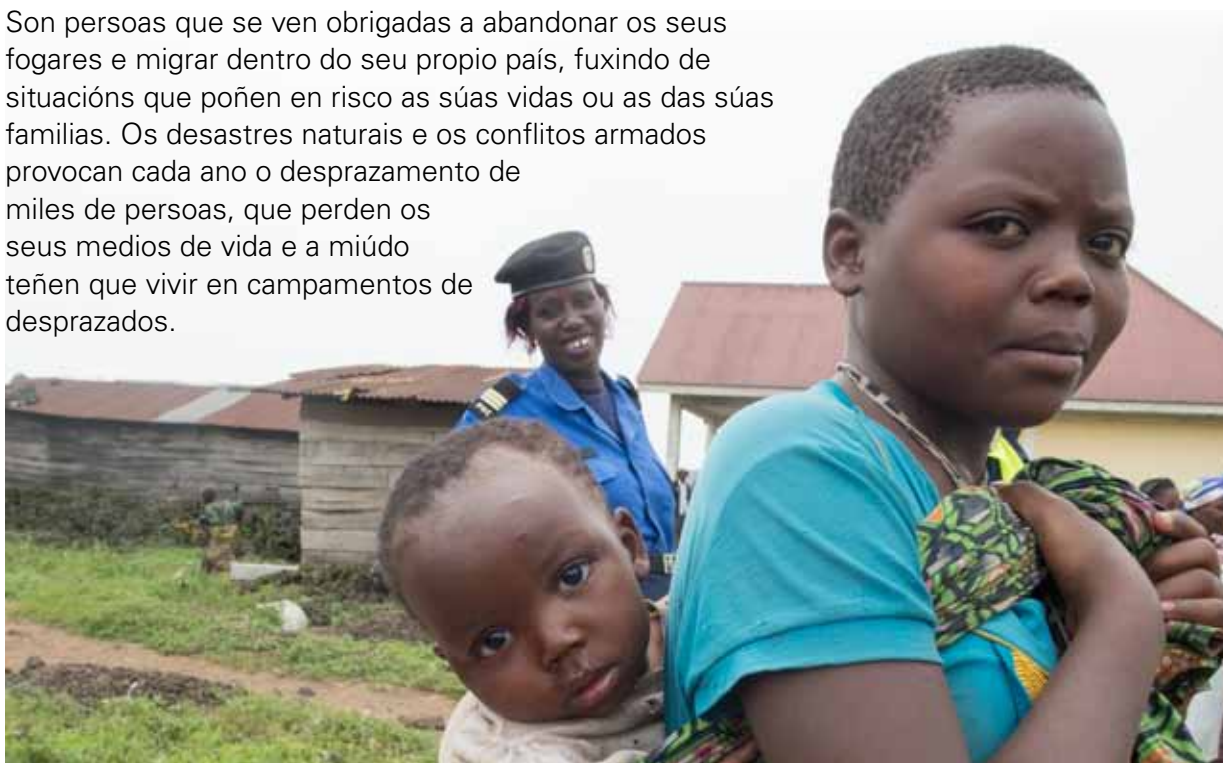 Son persoas que se ven obrigadas a abandonar os seus
fogares e migrar dentro do seu propio país, fuxindo de
situacións que poñen en risco as súas vidas ou as das súas
familias. Os desastres naturais e os conflitos armados
provocan cada ano o desprazamento de
miles de persoas, que perden os
seus medios de vida e a miúdo
teñen que vivir en campamentos de
desprazados.